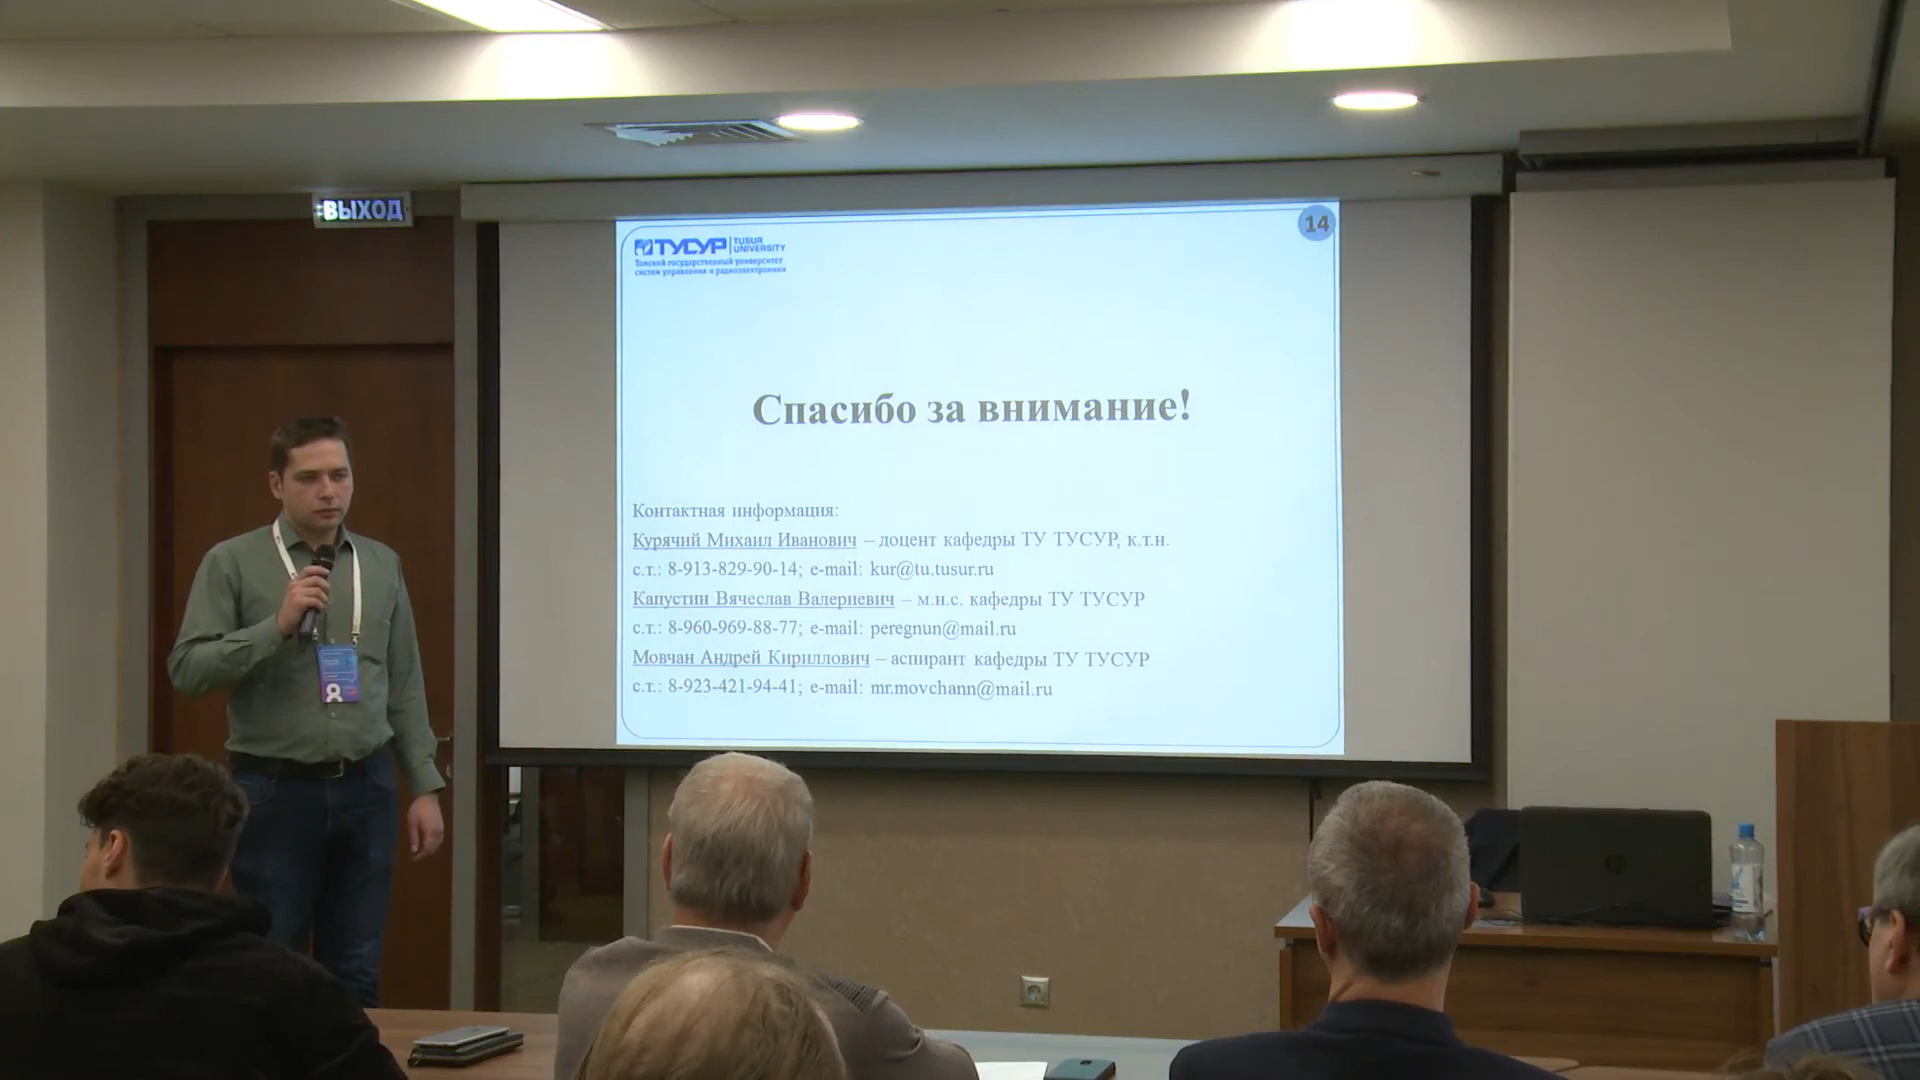 ВЫХОД
14
ТУСУР
TUSUR
UNIVERSITY
Томский государственный университет
систем управления и радиоэлектроники
Спасибо за внимание!
Контактная информация:
Курячий Михаил Иванович – доцент кафедры ТУ ТУСУР, к.т.н.
с.т.: 8-913-829-90-14; e-mail: kur@tu.tusur.ru
Капустин Вячеслав Валериевич – м.н.с. кафедры ТУ ТУСУР
с.т.: 8-960-969-88-77; e-mail: peregnun@mail.ru
Мовчан Андрей Кириллович – аспирант кафедры ТУ ТУСУР
с.т.: 8-923-421-94-41; e-mail: mr.movchann@mail.ru
8